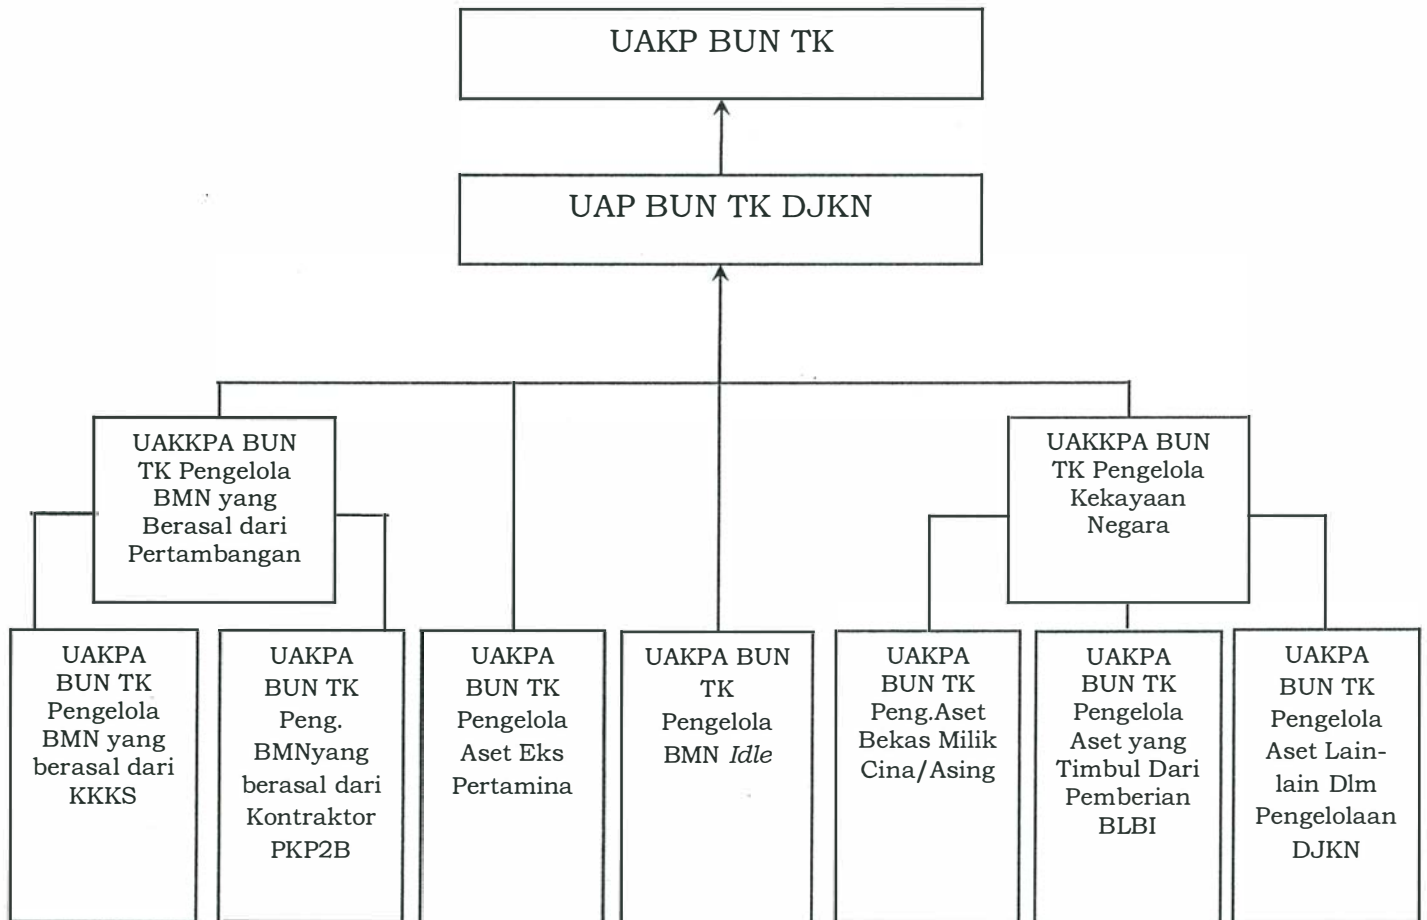 UAKP BUN TK
UAP BUN TK DJKN
UAKKPA BUN
TK Pengelola
BMN yang
Berasal dari
Pertambangan
UAKKPA BUN
TK Pengelola
Kekayaan
Negara
UAKPA
BUN TK
Pengelola
BMN yang
berasal dari
KKKS
UAKPA
BUN TK
Peng.
BMNyang
berasal dari
Kontraktor
PKP2B
UAKPA
BUN TK
Pengelola
Aset Eks
Pertamina
UAKPA BUN
TK
Pengelola
BMN Idle
UAKPA
BUN TK
Peng.Aset
Bekas Milik
Cina/Asing
UAKPA
BUN TK
Pengelola
Aset yang
Timbul Dari
Pemberian
BLBI
UAKPA
BUN TK
Pengelola
Aset Lain-
lain Dlm
Pengelolaan
DJKN